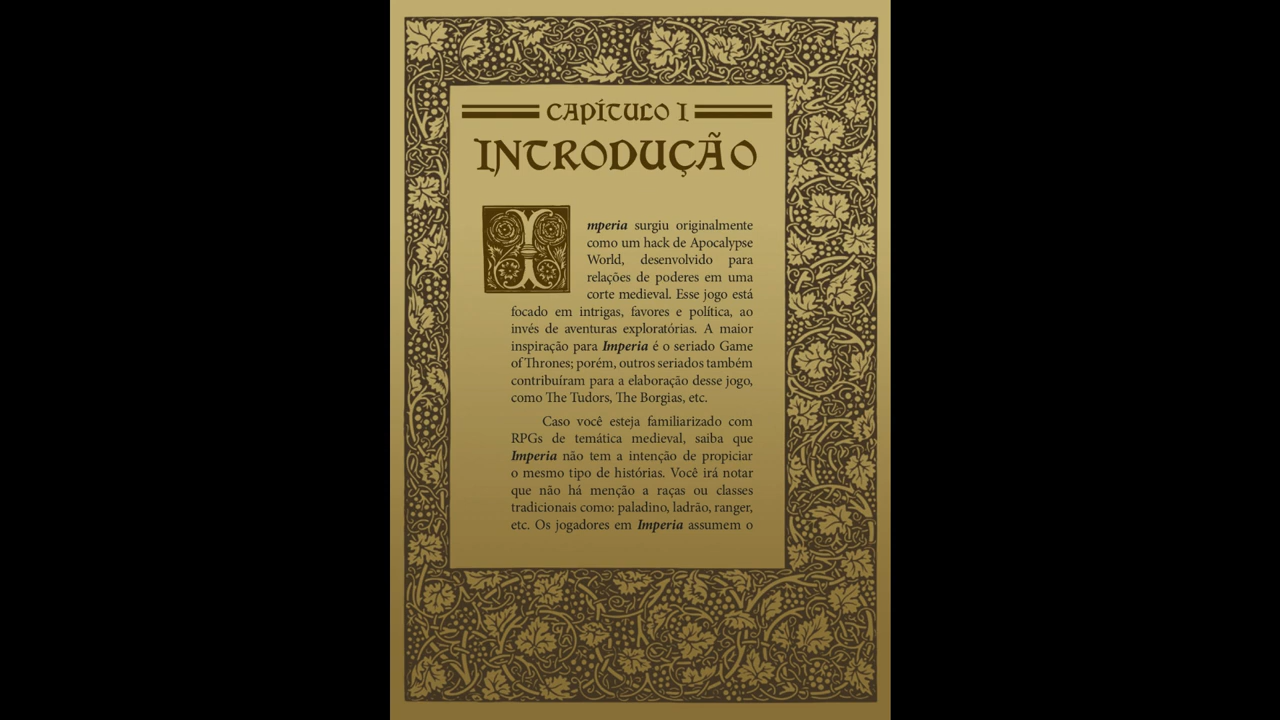 CAPÍTULO I
INTRODUÇÃO
Imperia surgiu originalmente
como um hack de Apocalypse
World, desenvolvido para
relações de poderes em uma
corte medieval. Esse jogo está
focado em intrigas, favores e política, ao
invés de aventuras exploratórias. A maior
inspiração para Imperia é o seriado Game
of Thrones; porém, outros seriados também
contribuíram para a elaboração desse jogo,
como The Tudors, The Borgias, etc.
Caso você esteja familiarizado com
RPGs de temática medieval, saiba que
Imperia não tem a intenção de propiciar
o mesmo tipo de histórias. Você irá notar
que não há menção a raças ou classes
tradicionais como: paladino, ladrão, ranger,
etc. Os jogadores em Imperia assumem o